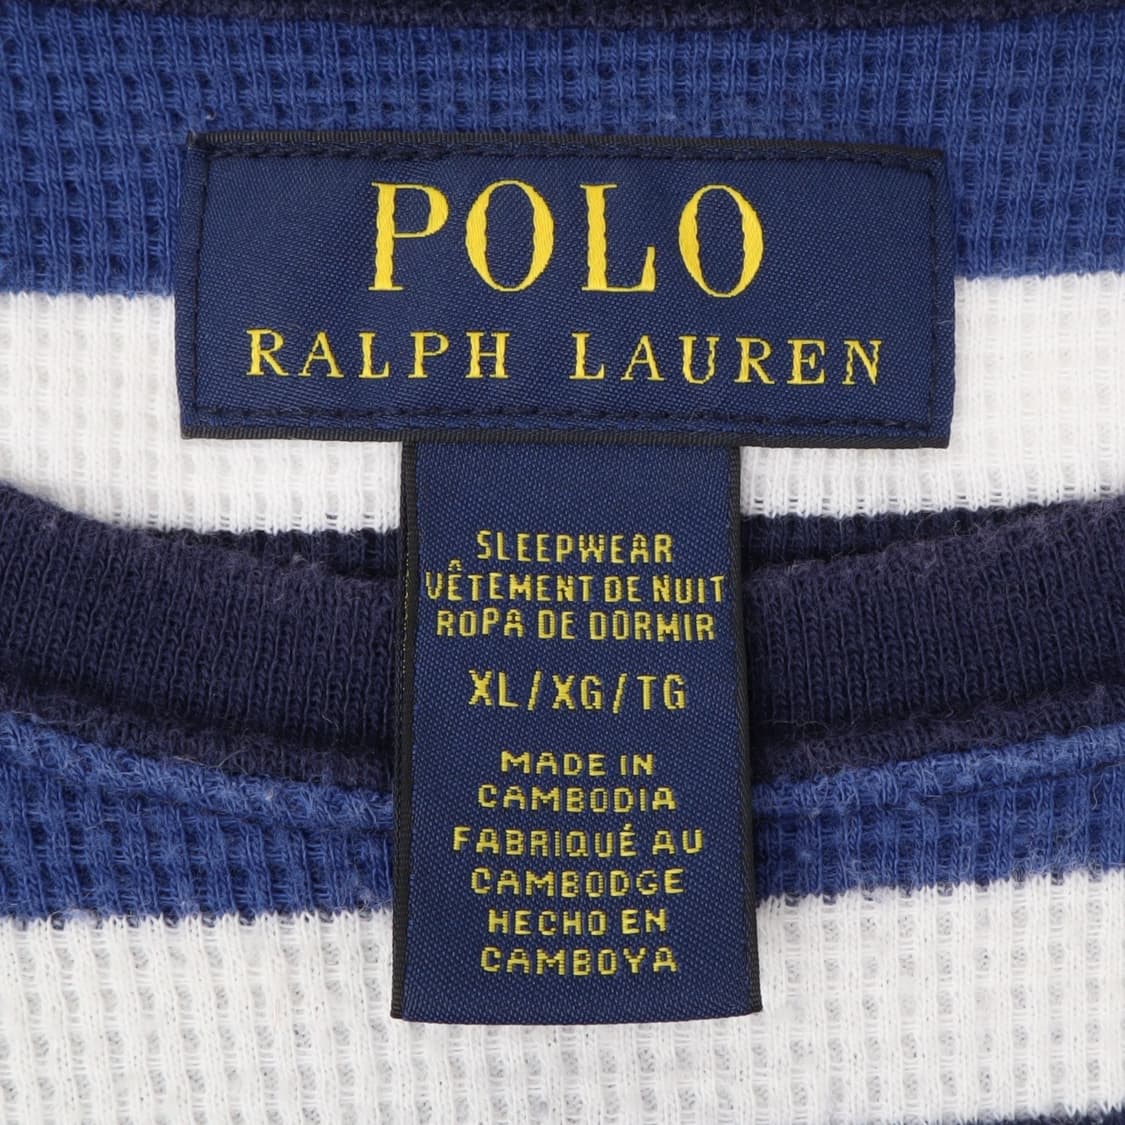 POLO
RALPH LAUREN
SLEEPWEAR
VÊTEMENT DE NUIT
ROPA DE DORMIR
XL/XG/TG
MADE IN
CAMBODIA
FABRIQUÉ AU
CAMBODGE
HECHO EN
CAMBOYA